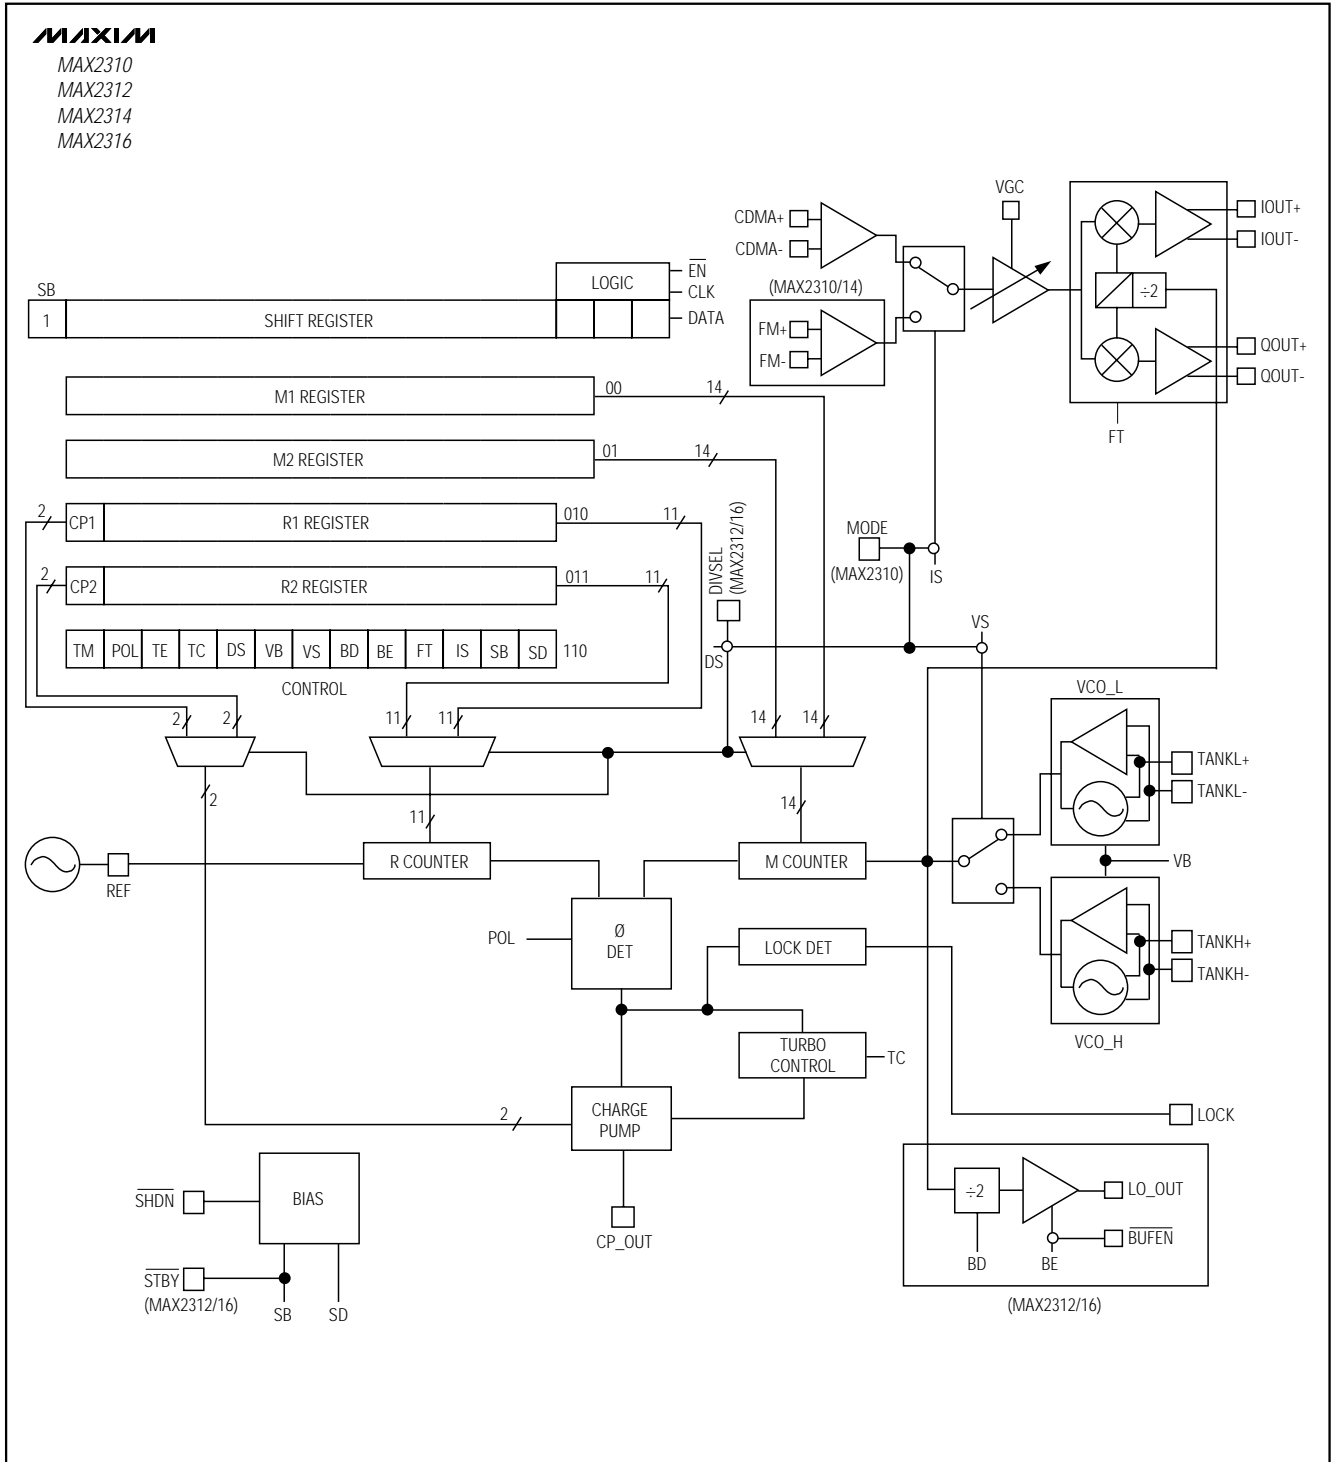 MAXIM
MAX2310
MAX2312
MAX2314
MAX2316
VGC
CDMA+
CDMA-
IOUT+
IOUT-
(MAX2310/14)
FM+
FM-
÷2
QOUT+
QOUT-
FT
SB
LOGIC
EN
CLK
DATA
1
SHIFT REGISTER
M1 REGISTER
00
14
M2 REGISTER
01
14
2
CP1
R1 REGISTER
010
11
2
CP2
R2 REGISTER
011
11
DIVSEL
(MAX2312/16)
MODE
(MAX2310)
IS
TM POL TE TC DS VB VS BD BE FT IS SB SD 110
CONTROL
DS
VS
2
2
11
11
14
14
VCO_L
TANKL+
TANKL-
2
11
14
REF
R COUNTER
M COUNTER
VB
POL
Ø
DET
LOCK DET
TANKH+
TANKH-
VCO_H
TURBO
CONTROL
TC
2
CHARGE
PUMP
LOCK
SHDN
BIAS
CP_OUT
÷2
LO_OUT
BUFEN
BD
BE
STBY
(MAX2312/16)
SB
SD
(MAX2312/16)